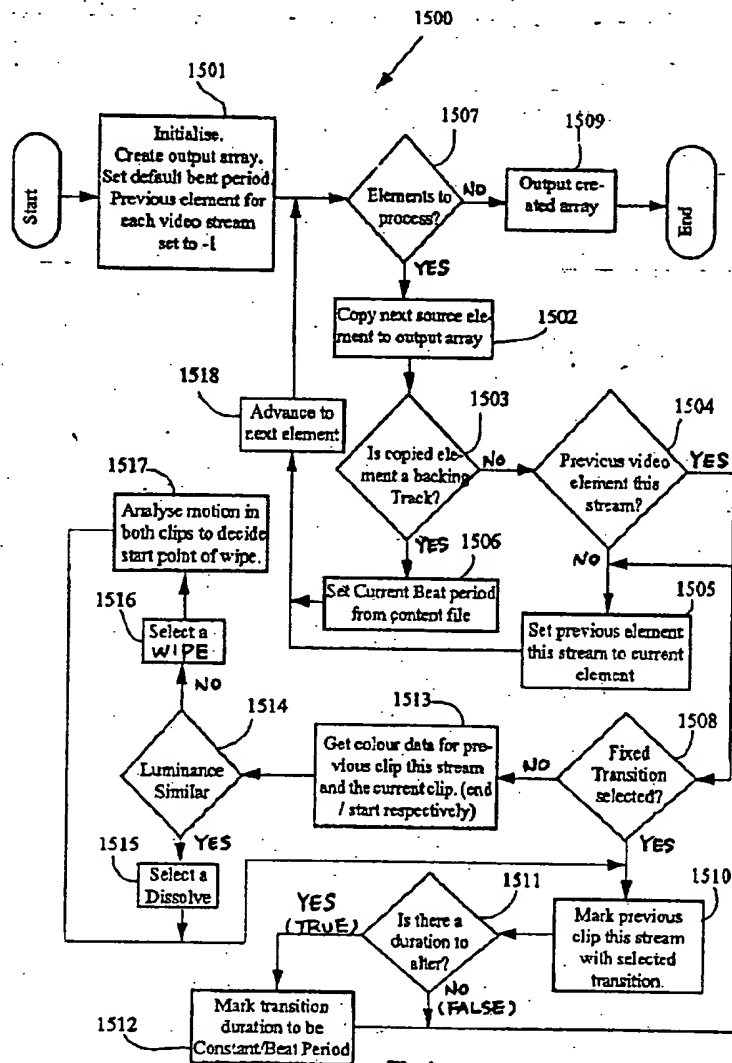 1500
1501
Initialise.
Create output array.
Set default beat period
Previous element for
each video stream
set to -1
Start
1507
Elements to
process?
NO
YES
1509
Output cre-
ated array
End
Copy next source ele-
ment to output array
1502
1518
Advance to
next element
1503
Is copied ele-
ment a backing
Track?
NO
YES
1504
Previous video
element this
stream?
YES
NO
1517
Analyse motion in
both clips to decide
start point of wipe.
1506
Set Current Beat period
from content file
1505
Set previous element
this stream to current
element
1516
Select a
WIPE
NO
1514
Luminance
Similar
YES
1513
Get colour data for pre-
vious clip this stream
and the current clip. (end
/ start respectively)
NO
1508
Fixed
Transition
selected?
YES
1515
Select a
Dissolve
1511
Is there a
duration to
alter?
YES
(TRUE)
NO
(FALSE)
1510
Mark previous
clip this stream
with selected
transition.
1512
Mark transition
duration to be
Constant/Beat Period